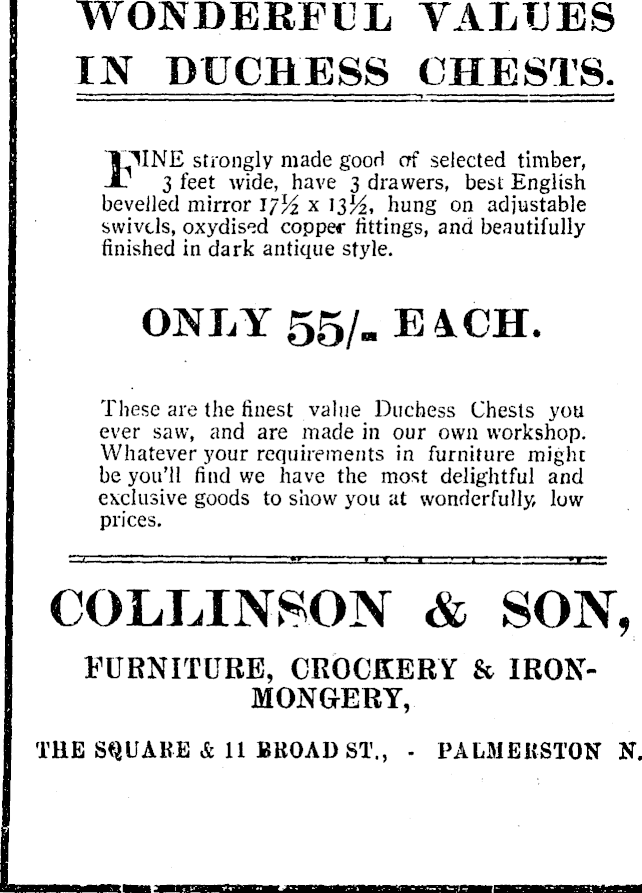 WONDERFUL VALUES
IN DUCHESS CHESTS.
FINE strongly made good of selected timber,
3 feet wide, have 3 drawers, best English
bevelled mirror 17½ x 13½, hung on adjustable
swivels, oxydised copper fittings, and beautifully
finished in dark antique style.
ONLY 55/- EACH.
These are the finest value Duchess Chests you
ever saw, and are made in our own workshop.
Whatever your requirements in furniture might
be you'll find we have the most delightful and
exclusive goods to show you at wonderfully, low
prices.
COLLINSON & SON,
FURNITURE, CROCKERY & IRON-
MONGERY,
THE SQUARE & 11 BROAD ST., - PALMERSTON N.